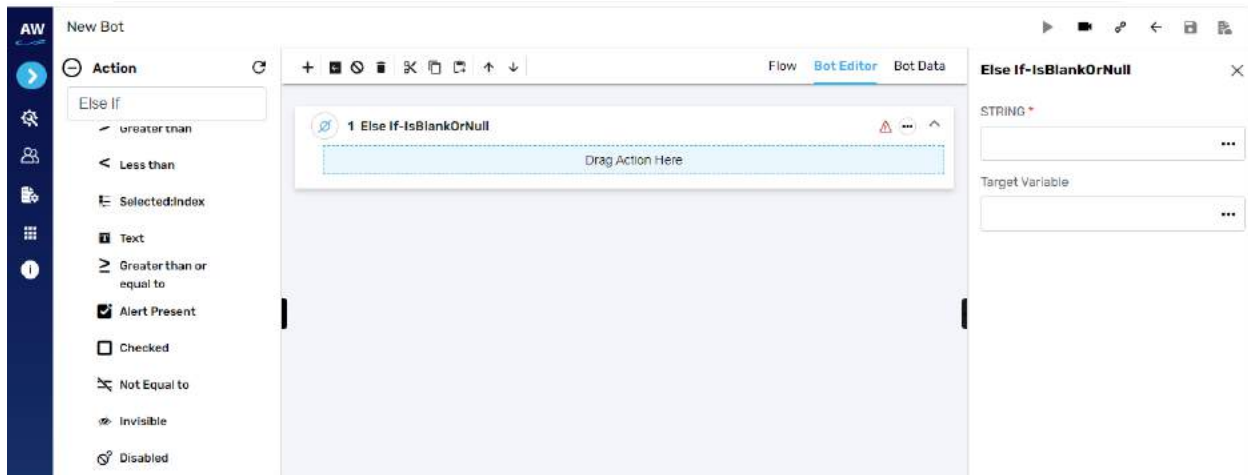 AW
New Bot
Action
Else If
Greater than
Less than
Selected:Index
Text
Greater than or
equal to
Alert Present
Checked
Not Equal to
Invisible
Disabled
Flow Bot Editor Bot Data
1 Else If-IsBlankOrNull
Drag Action Here
Else If-IsBlankOrNull
STRING *
Target Variable